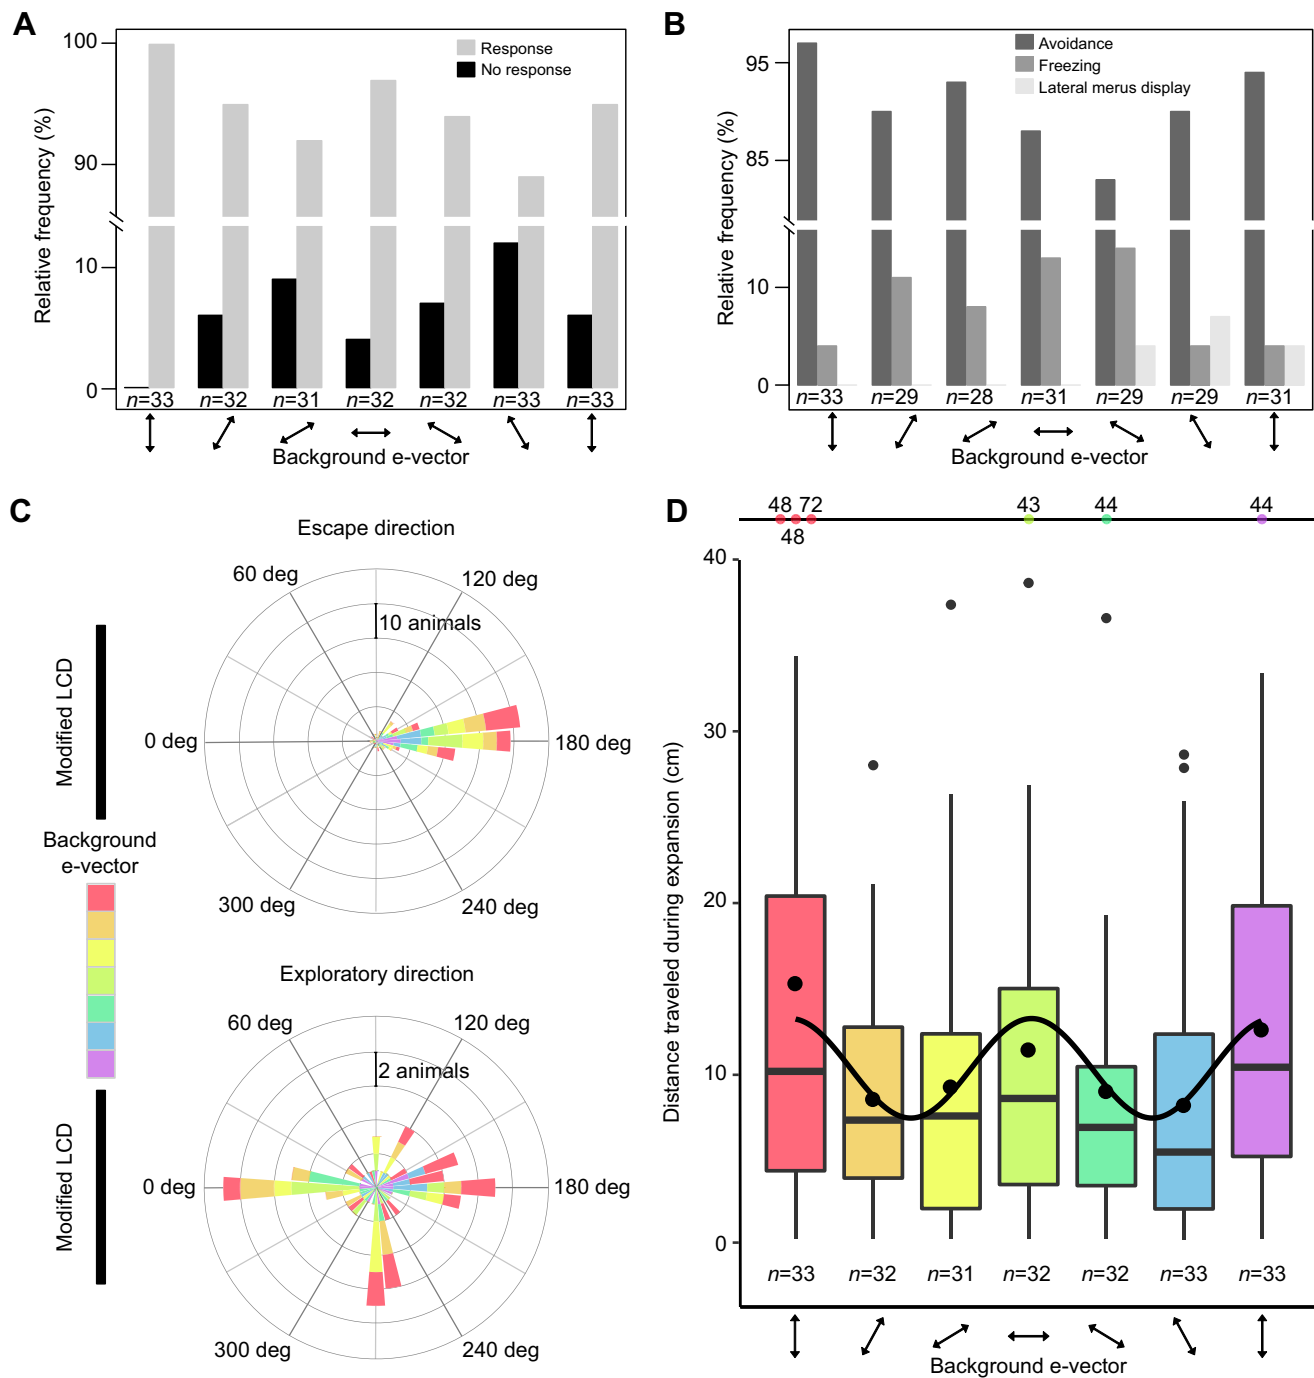 A
Relative frequency (%)
100
90
10
0
Response
No response
n=33 n=32 n=31 n=32 n=32 n=33 n=33
Background e-vector
B
Relative frequency (%)
95
85
10
0
Avoidance
Freezing
Lateral merus display
n=33 n=29 n=28 n=31 n=29 n=29 n=31
Background e-vector
C
Escape direction
60 deg
120 deg
10 animals
0 deg
180 deg
300 deg
240 deg
Modified LCD
Background
e-vector
Modified LCD
Exploratory direction
60 deg
120 deg
2 animals
0 deg
180 deg
300 deg
240 deg
D
48 72
48
43
44
44
Distance traveled during expansion (cm)
40
30
20
10
0
n=33 n=32 n=31 n=32 n=32 n=33 n=33
Background e-vector